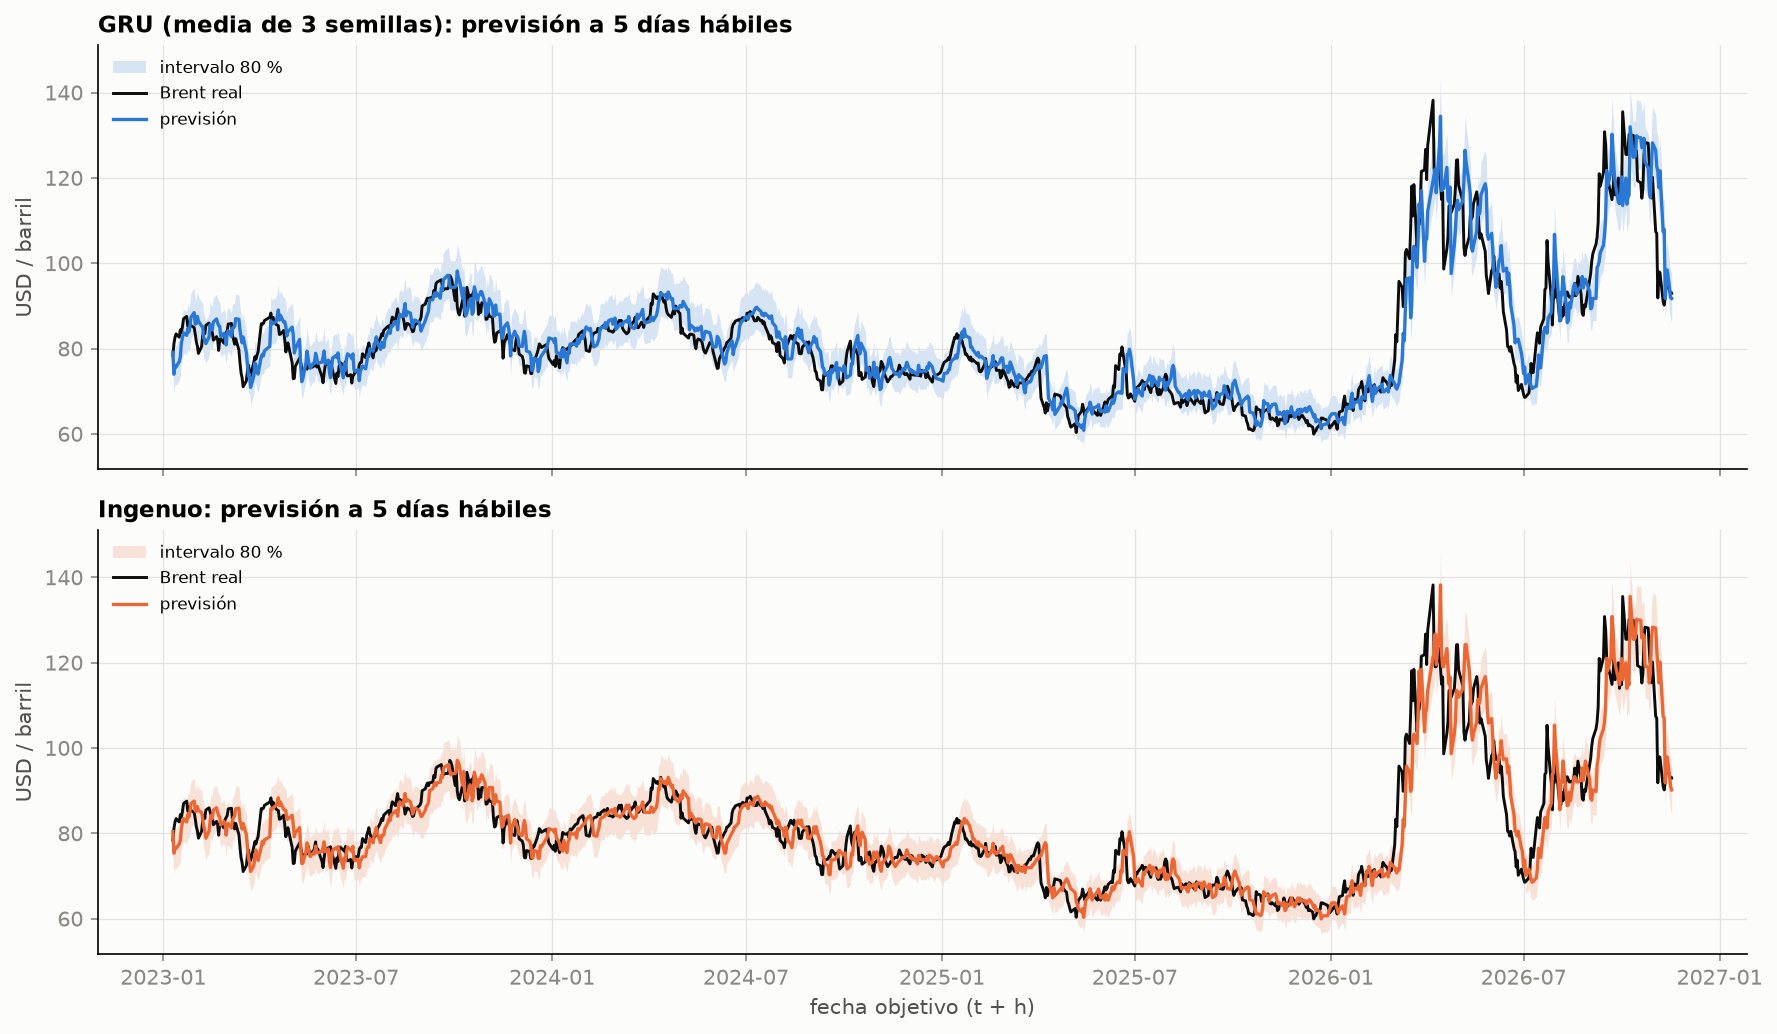 GRU (media de 3 semillas): previsión a 5 días hábiles
intervalo 80 %
Brent real
previsión
140
120
100
80
60
USD / barril
Ingenuo: previsión a 5 días hábiles
intervalo 80 %
Brent real
previsión
140
120
100
80
60
USD / barril
2023-01 2023-07 2024-01 2024-07 2025-01 2025-07 2026-01 2026-07 2027-01
fecha objetivo (t + h)